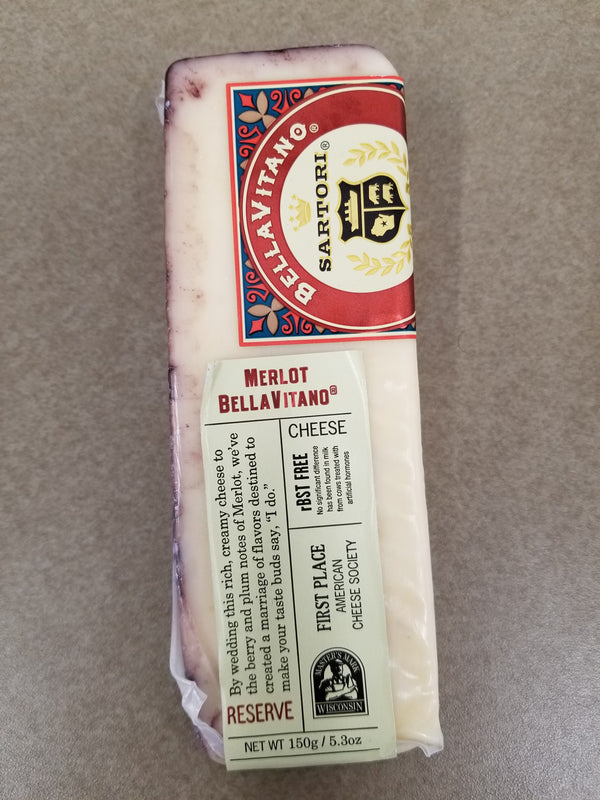 BELLAVITANO®
SARTORI®
MERLOT
BELLAVITANO®
CHEESE
By wedding this rich, creamy cheese to
the berry and plum notes of Merlot, we've
created a marriage of flavors destined to
make your taste buds say, "I do."
RESERVE
rBST FREE
No significant difference
has been found in milk
from cows treated with
artificial hormones
FIRST PLACE
AMERICAN
CHEESE SOCIETY
MASTER'S MARK
WISCONSIN
NET WT 150g / 5.3oz